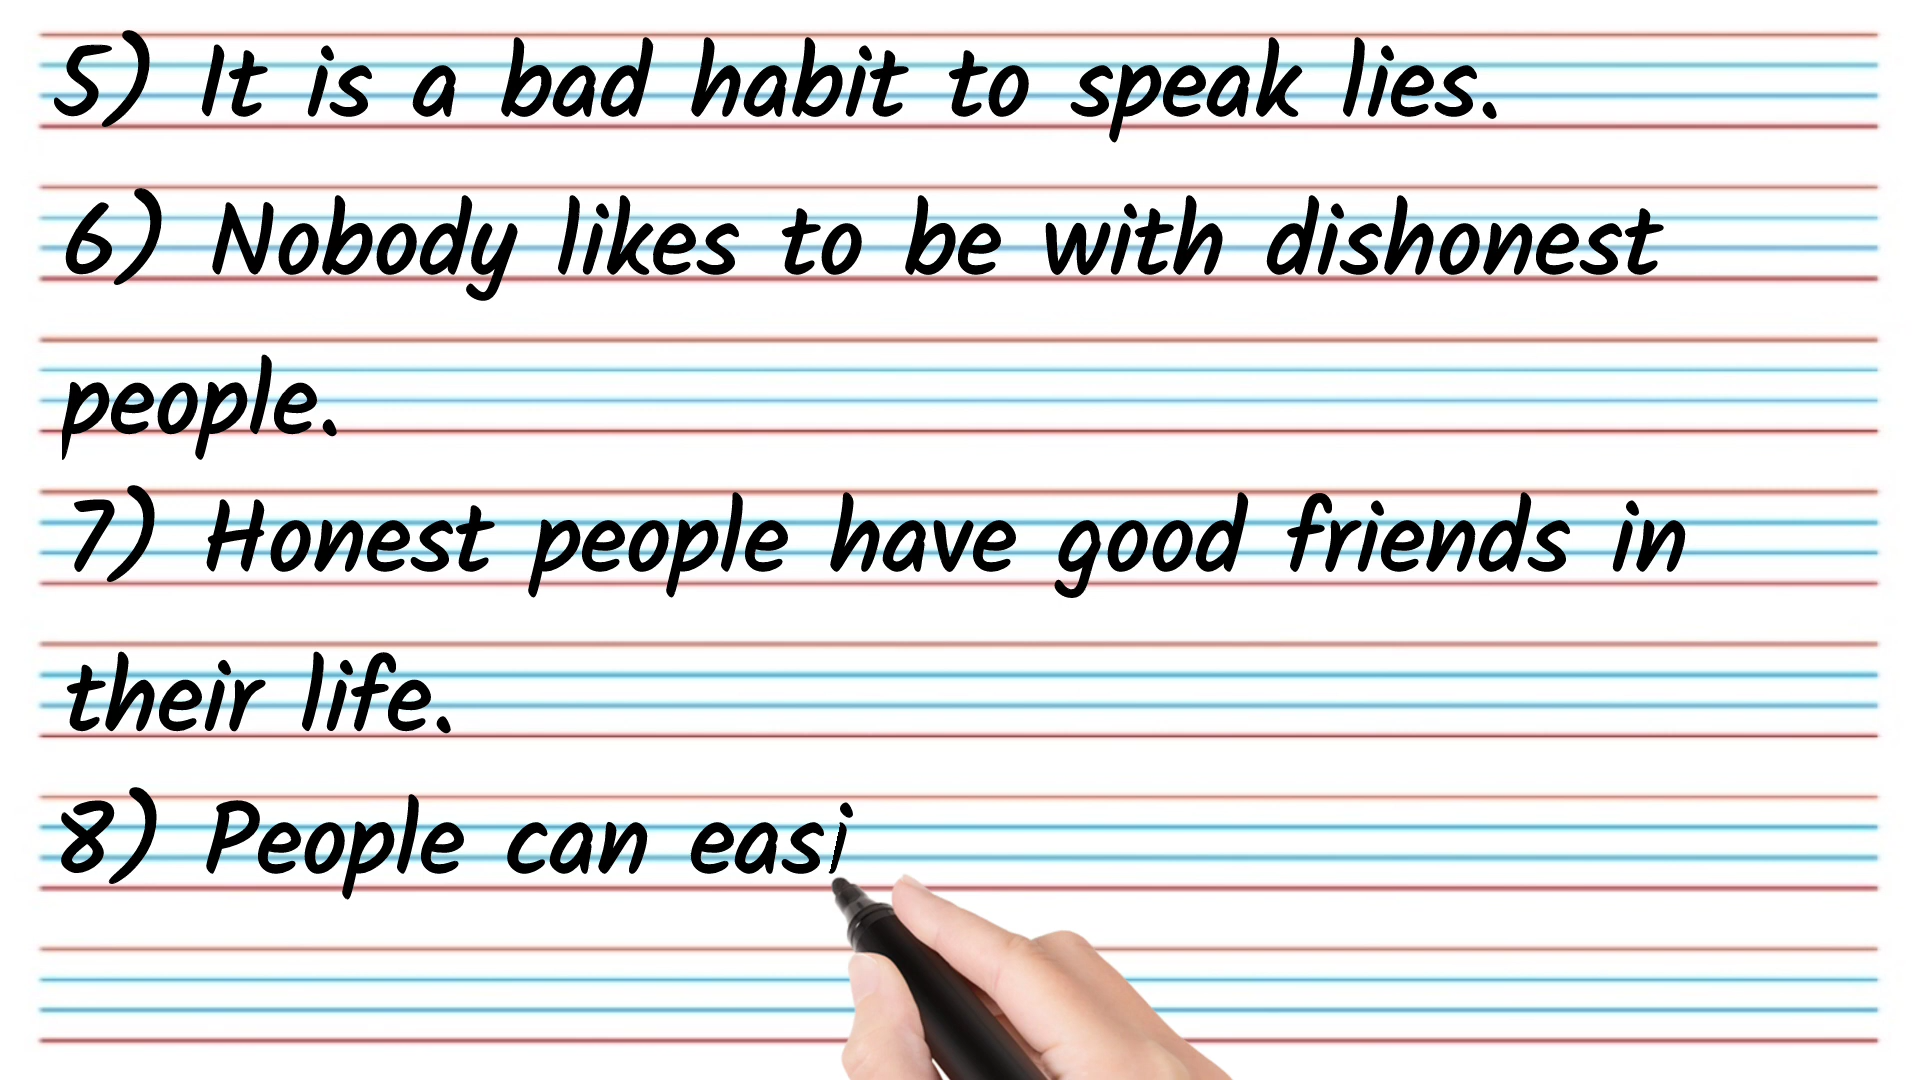 5) It is a bad habit to speak lies.
6) Nobody likes to be with dishonest
people.
7) Honest people have good friends in
their life.
8) People can easi